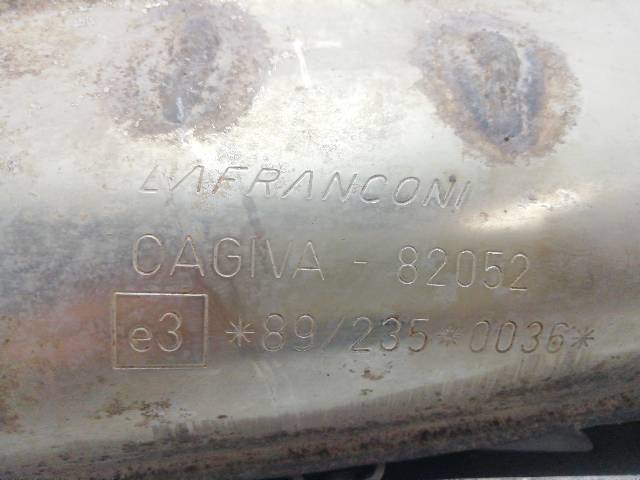 LAFRANCONI
CAGIVA - 82052
e3 *89/235*0036*